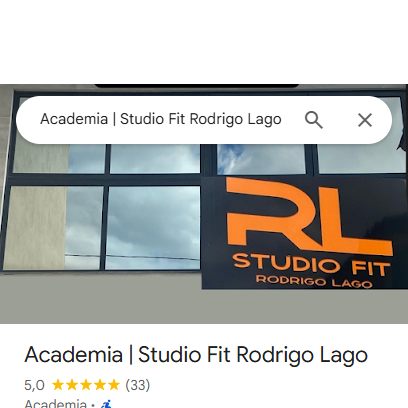 Academia | Studio Fit Rodrigo Lago
RL
STUDIO FIT
RODRIGO LAGO
Academia | Studio Fit Rodrigo Lago
5,0 ★★★★★ (33)
Academia ·